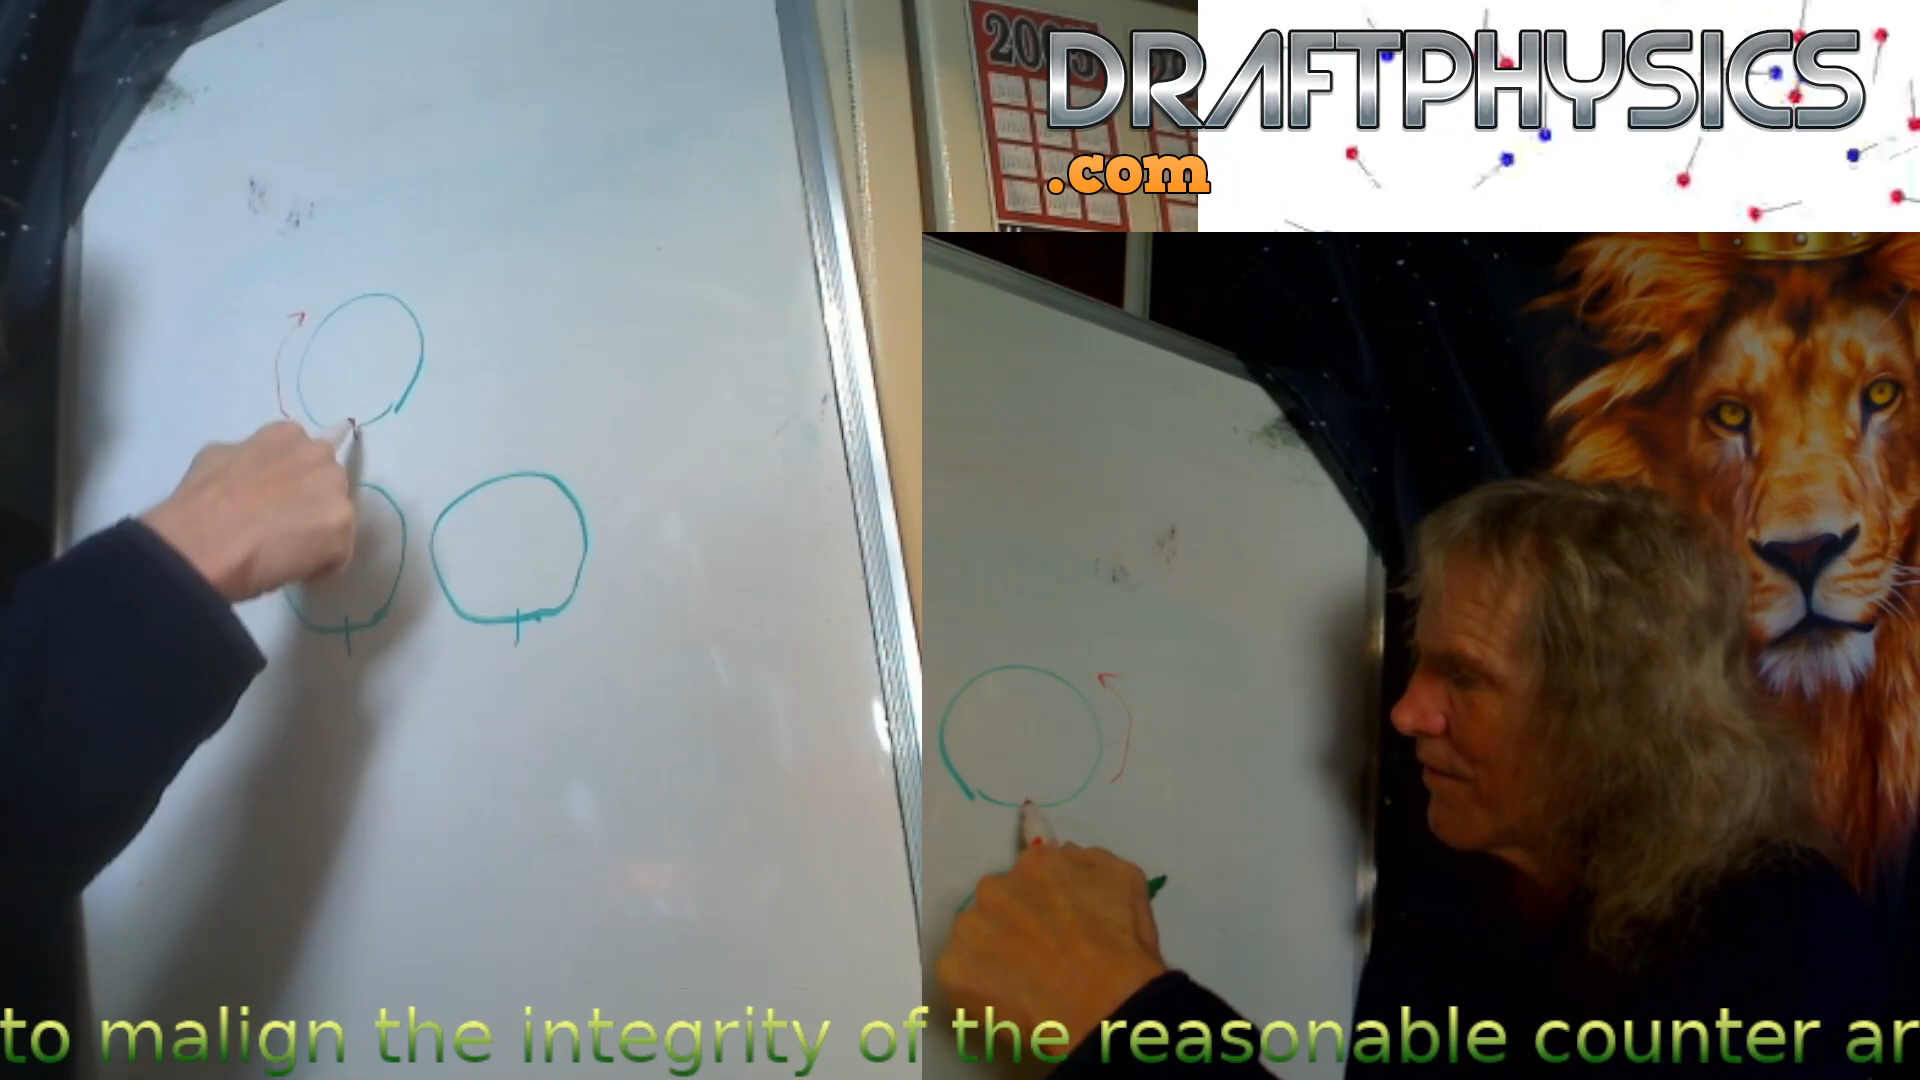 DRAFTPHYSICS
.com
to malign the integrity of the reasonable counter ar